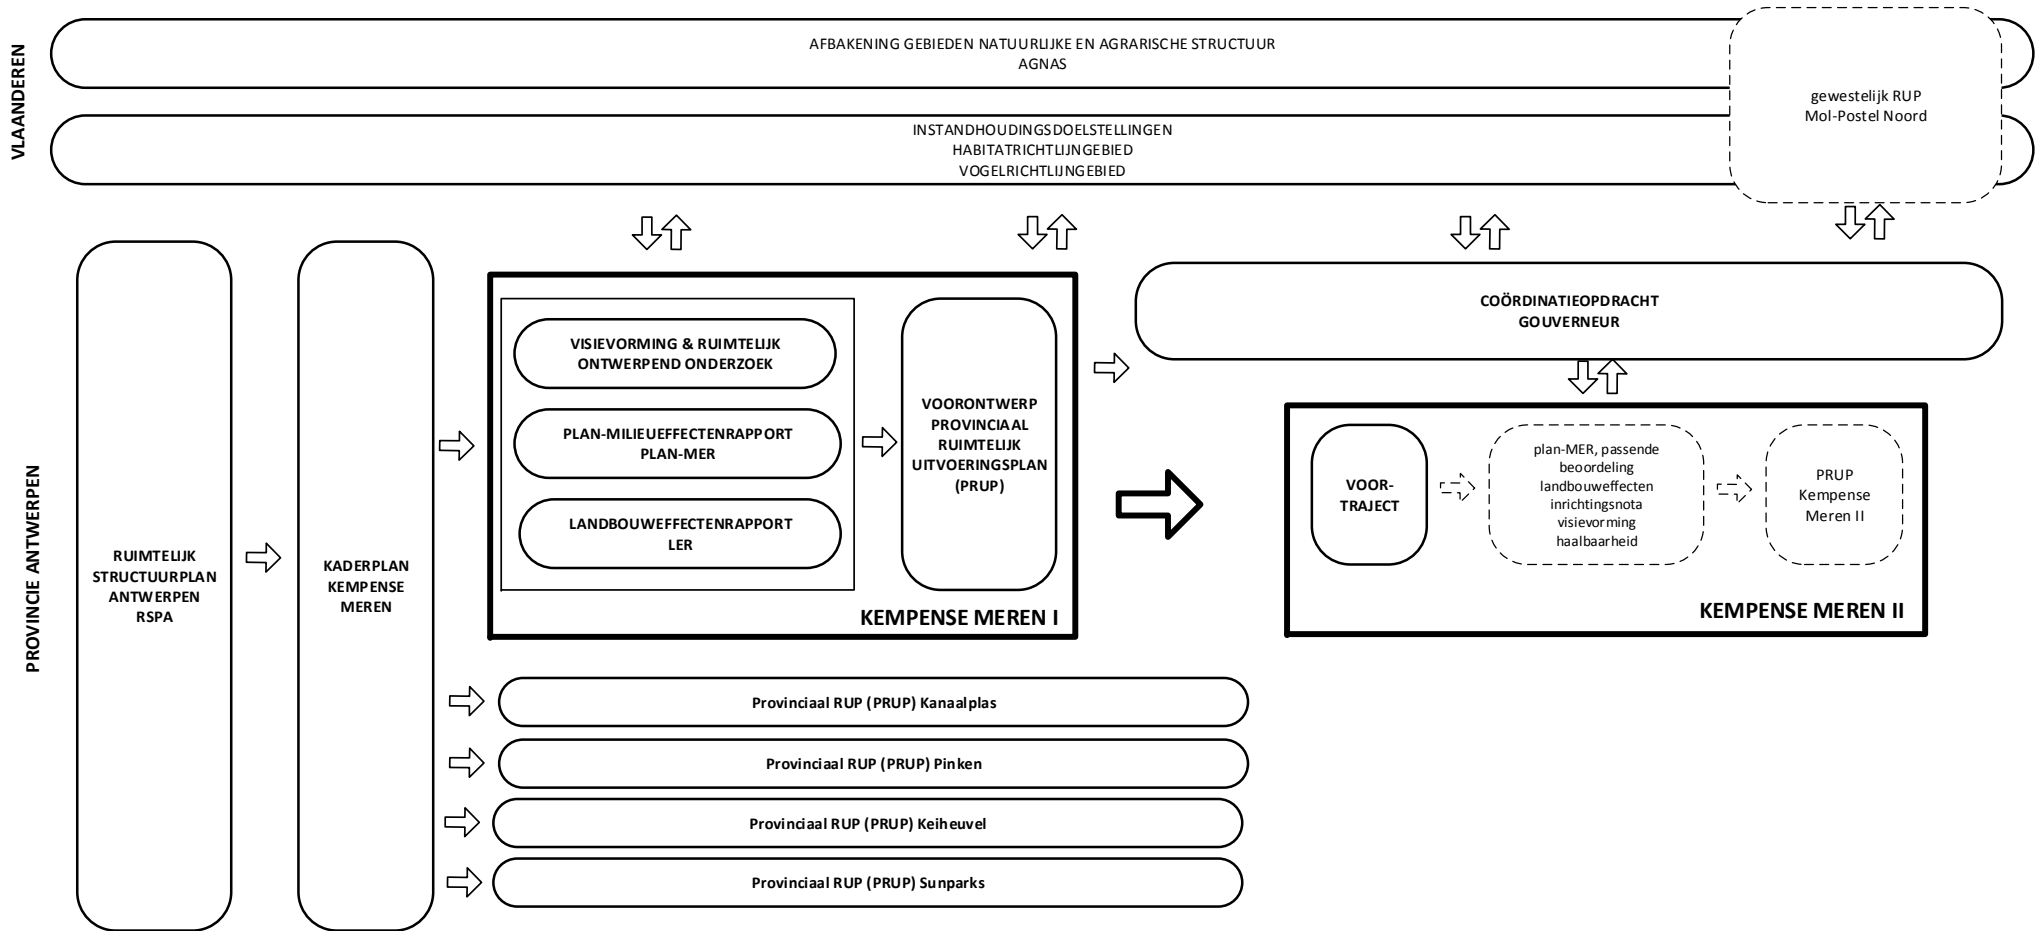 VLAANDEREN
AFBAKENING GEBIEDEN NATUURLIJKE EN AGRARISCHE STRUCTUUR
AGNAS
INSTANDHOUDINGSDOELSTELLINGEN
HABITATRICHTLIJNGEBIED
VOGELRICHTLIJNGEBIED
gewestelijk RUP
Mol-Postel Noord
PROVINCIE ANTWERPEN
RUIMTELIJK
STRUCTUURPLAN
ANTWERPEN
RSPA
KADERPLAN
KEMPENSE
MEREN
VISIEVORMING & RUIMTELIJK
ONTWERPEND ONDERZOEK
PLAN-MILIEUEFFECTENRAPPORT
PLAN-MER
LANDBOUWEFFECTENRAPPORT
LER
VOORONTWERP
PROVINCIAAL
RUIMTELIJK
UITVOERINGSPLAN
(PRUP)
KEMPENSE MEREN I
COÖRDINATIEOPDRACHT
GOUVERNEUR
VOOR-
TRAJECT
plan-MER, passende
beoordeling
landbouweffecten
inrichtingsnota
visievorming
haalbaarheid
PRUP
Kempense
Meren II
KEMPENSE MEREN II
Provinciaal RUP (PRUP) Kanaalplas
Provinciaal RUP (PRUP) Pinken
Provinciaal RUP (PRUP) Keiheuvel
Provinciaal RUP (PRUP) Sunparks